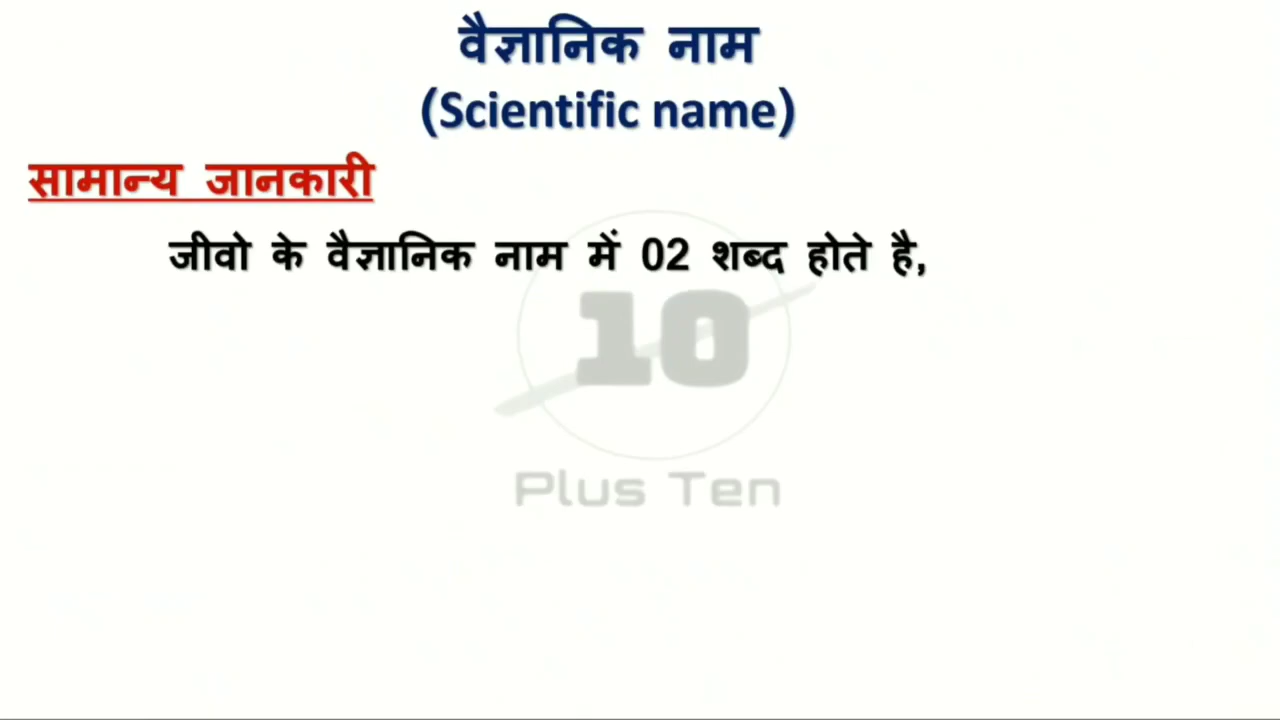 वैज्ञानिक नाम
(Scientific name)
सामान्य जानकारी
जीवो के वैज्ञानिक नाम में 02 शब्द होते है,
10
Plus Ten